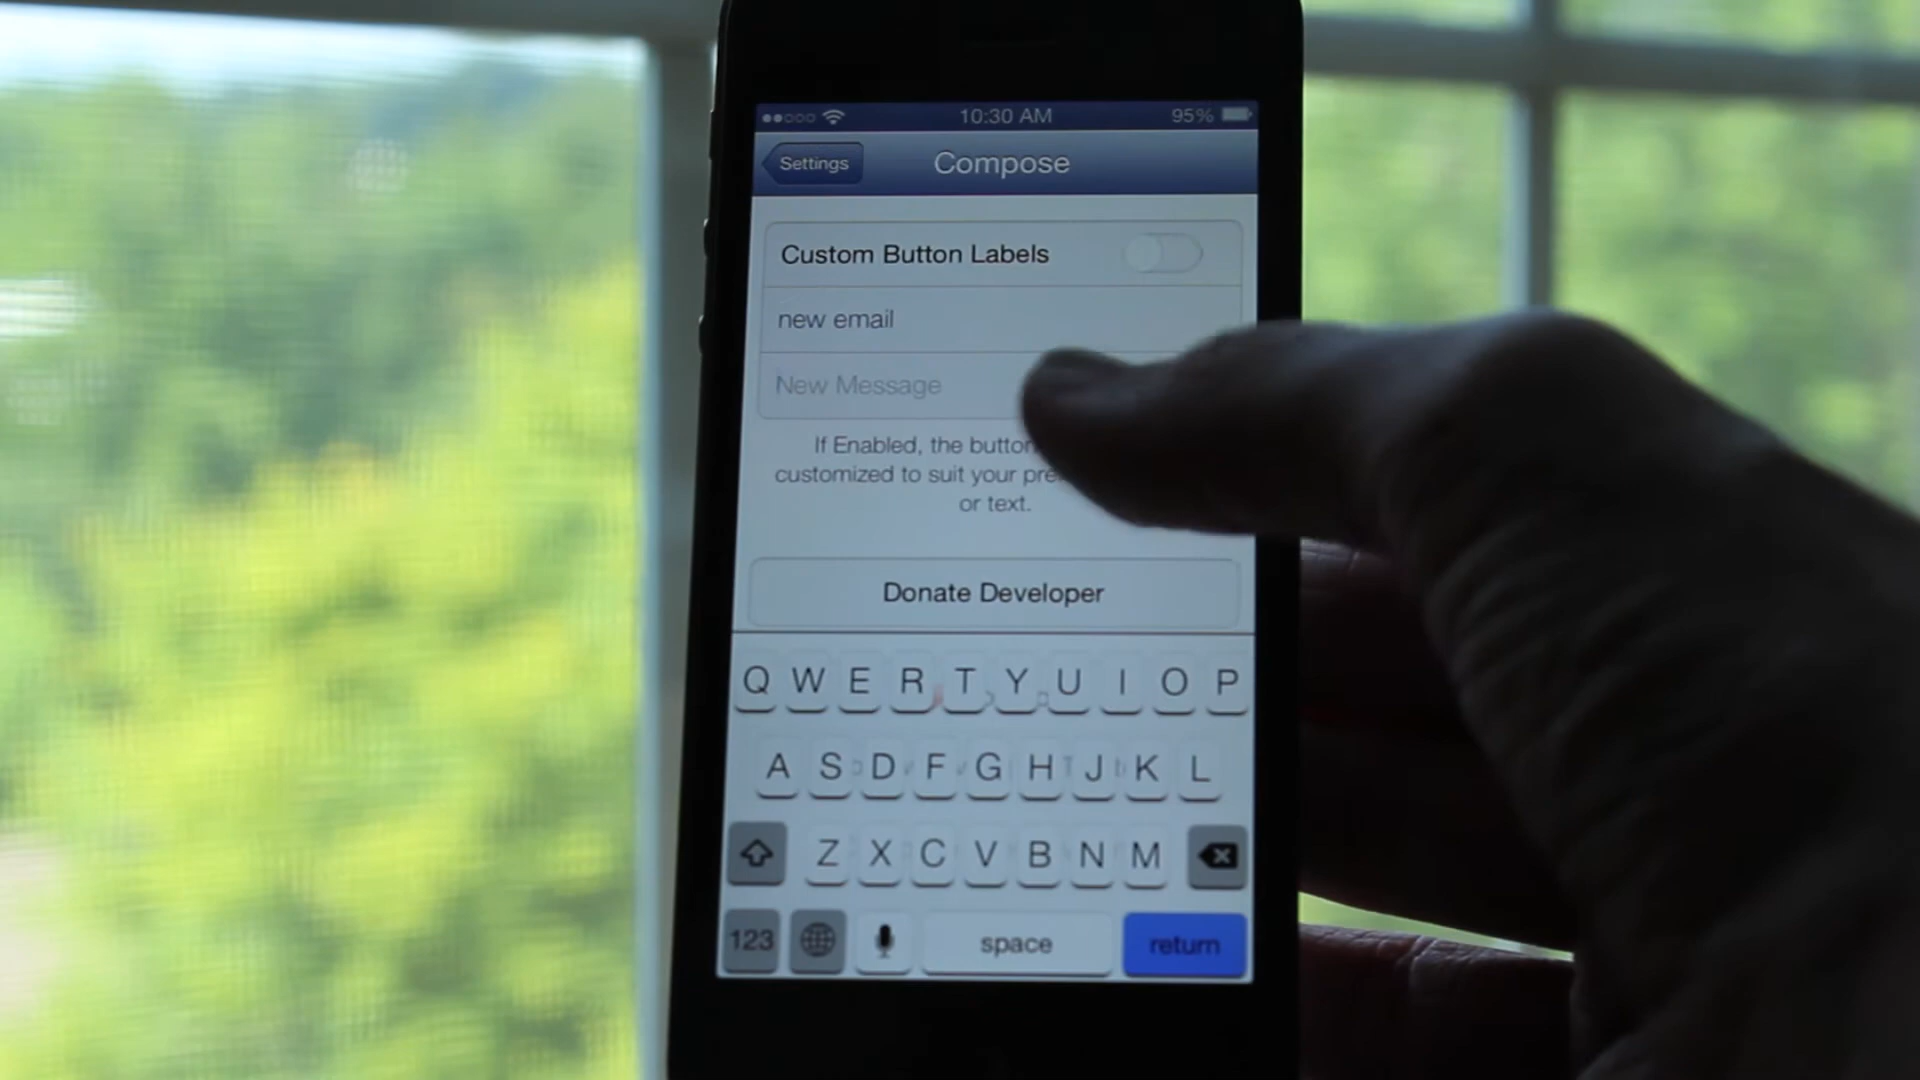 10:30 AM 95%
Settings Compose
Custom Button Labels
new email
New Message
If Enabled, the button
customized to suit your
or text.
Donate Developer
Q W E R T Y U I O P
A S D F G H J K L
Z X C V B N M
123 space return